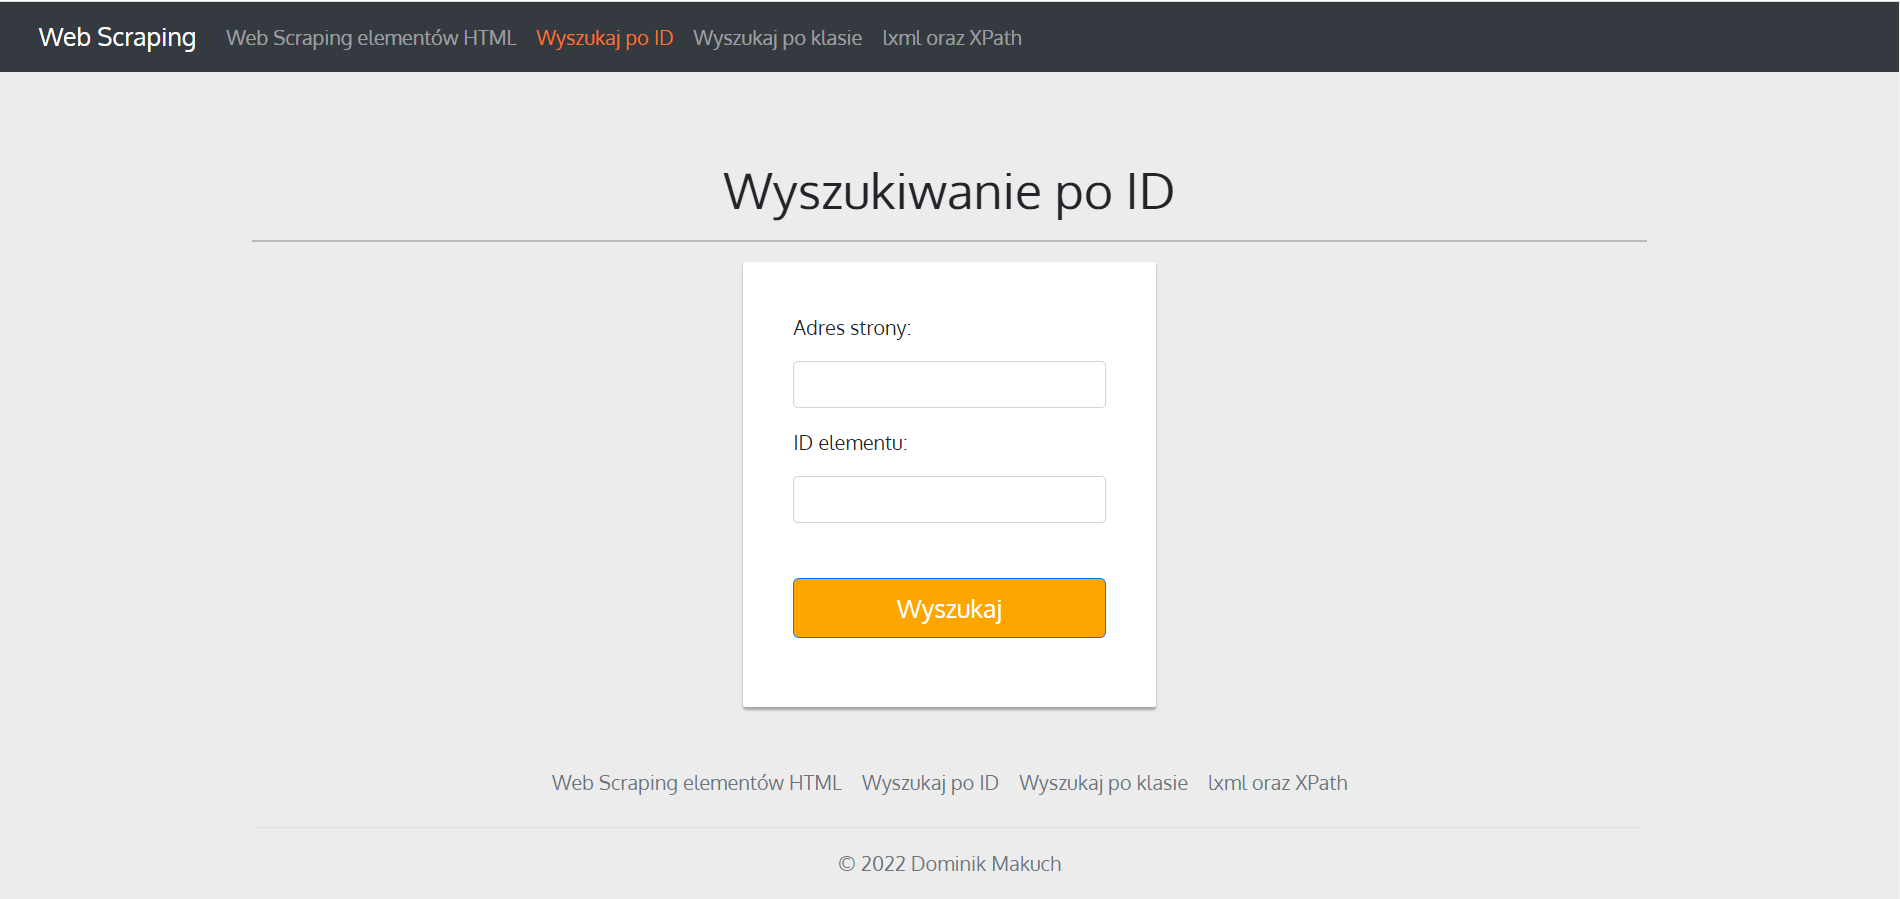 Web Scraping Web Scraping elementów HTML Wyszukaj po ID Wyszukaj po klasie lxml oraz XPath
Wyszukiwanie po ID
Adres strony:
ID elementu:
Wyszukaj
Web Scraping elementów HTML Wyszukaj po ID Wyszukaj po klasie lxml oraz XPath
© 2022 Dominik Makuch